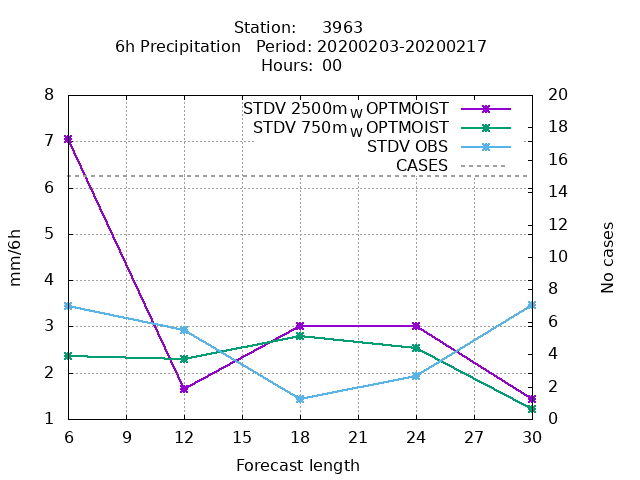 Station: 3963
6h Precipitation Period: 20200203-20200217
Hours: 00
8 20
STDV 2500m_W OPTMOIST
STDV 750m_W OPTMOIST 18
7
STDV OBS
16
CASES
6 14
12
5
mm/6h
No cases
10
4
8
3 6
4
2
2
1 0
6 9 12 15 18 21 24 27 30
Forecast length